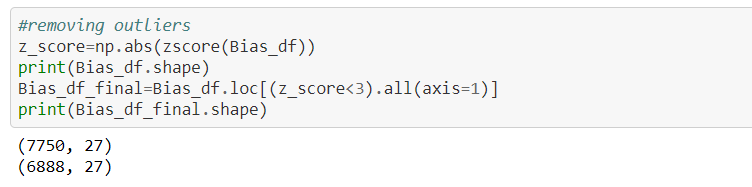 #removing outliers
z_score=np.abs(zscore(Bias_df))
print(Bias_df.shape)
Bias_df_final=Bias_df.loc[(z_score<3).all(axis=1)]
print(Bias_df_final.shape)
(7750, 27)
(6888, 27)